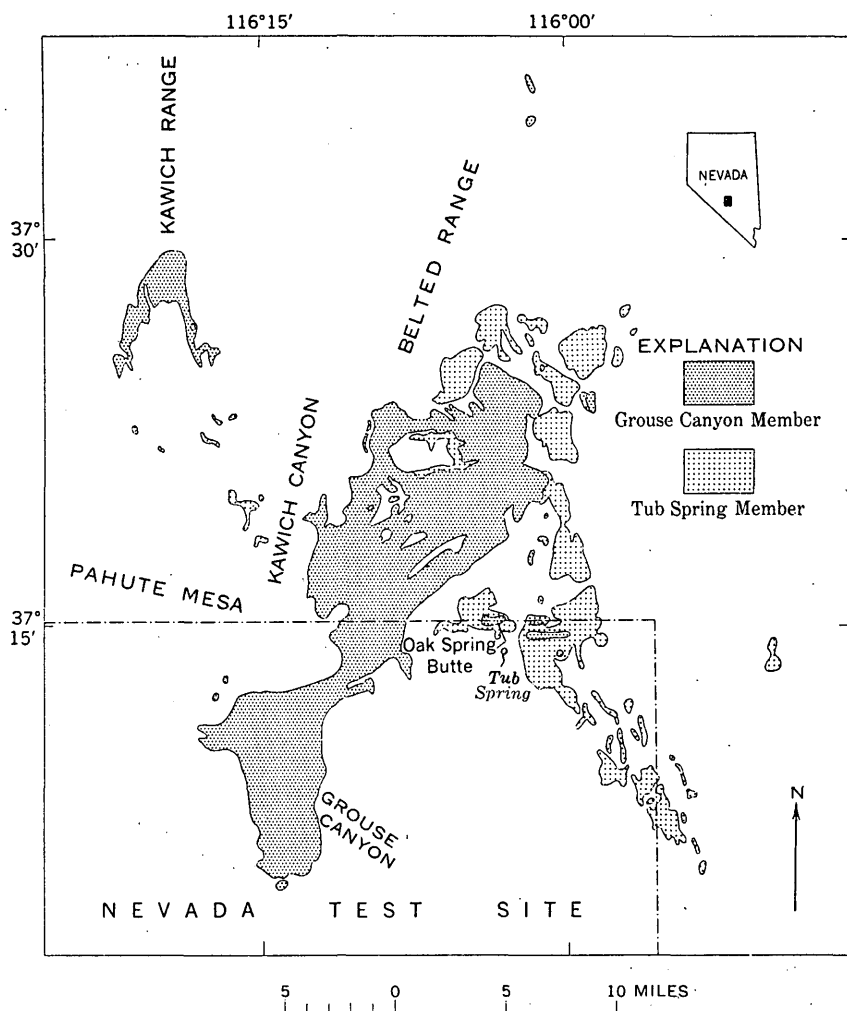 116°15' 116°00'
KAWICH RANGE
NEVADA
37°
30'
BELTED RANGE
EXPLANATION
Grouse Canyon Member
KAWICH CANYON
Tub Spring Member
PAHUTE MESA
37°
15'
Oak Spring
Butte
Tub
Spring
GROUSE
CANYON
N
NEVADA TEST SITE
5 0 5 10 MILES